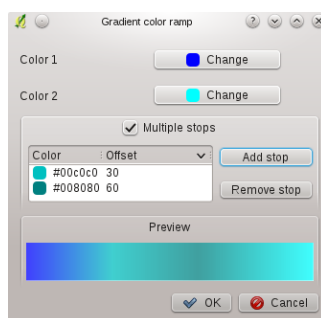 Gradient color ramp
Color 1 Change
Color 2 Change
Multiple stops
Color Offset
#00c0c0 30
#008080 60
Add stop
Remove stop
Preview
OK Cancel